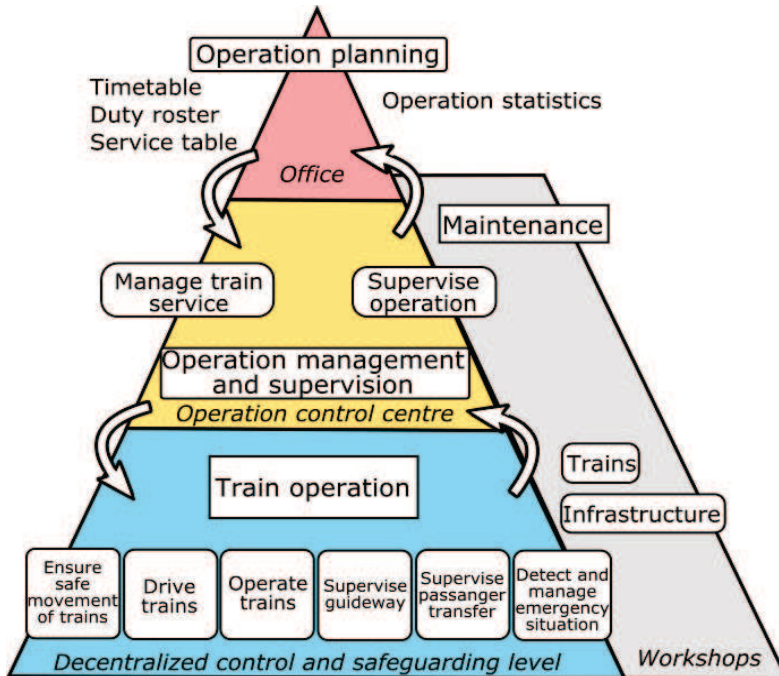 Operation planning
Timetable
Duty roster
Service table
Operation statistics
Office
Maintenance
Manage train
service
Supervise
operation
Operation management
and supervision
Operation control centre
Train operation
Trains
Infrastructure
Ensure
safe
movement
of trains
Drive
trains
Operate
trains
Supervise
guideway
Supervise
passanger
transfer
Detect and
manage
emergency
situation
Decentralized control and safeguarding level
Workshops